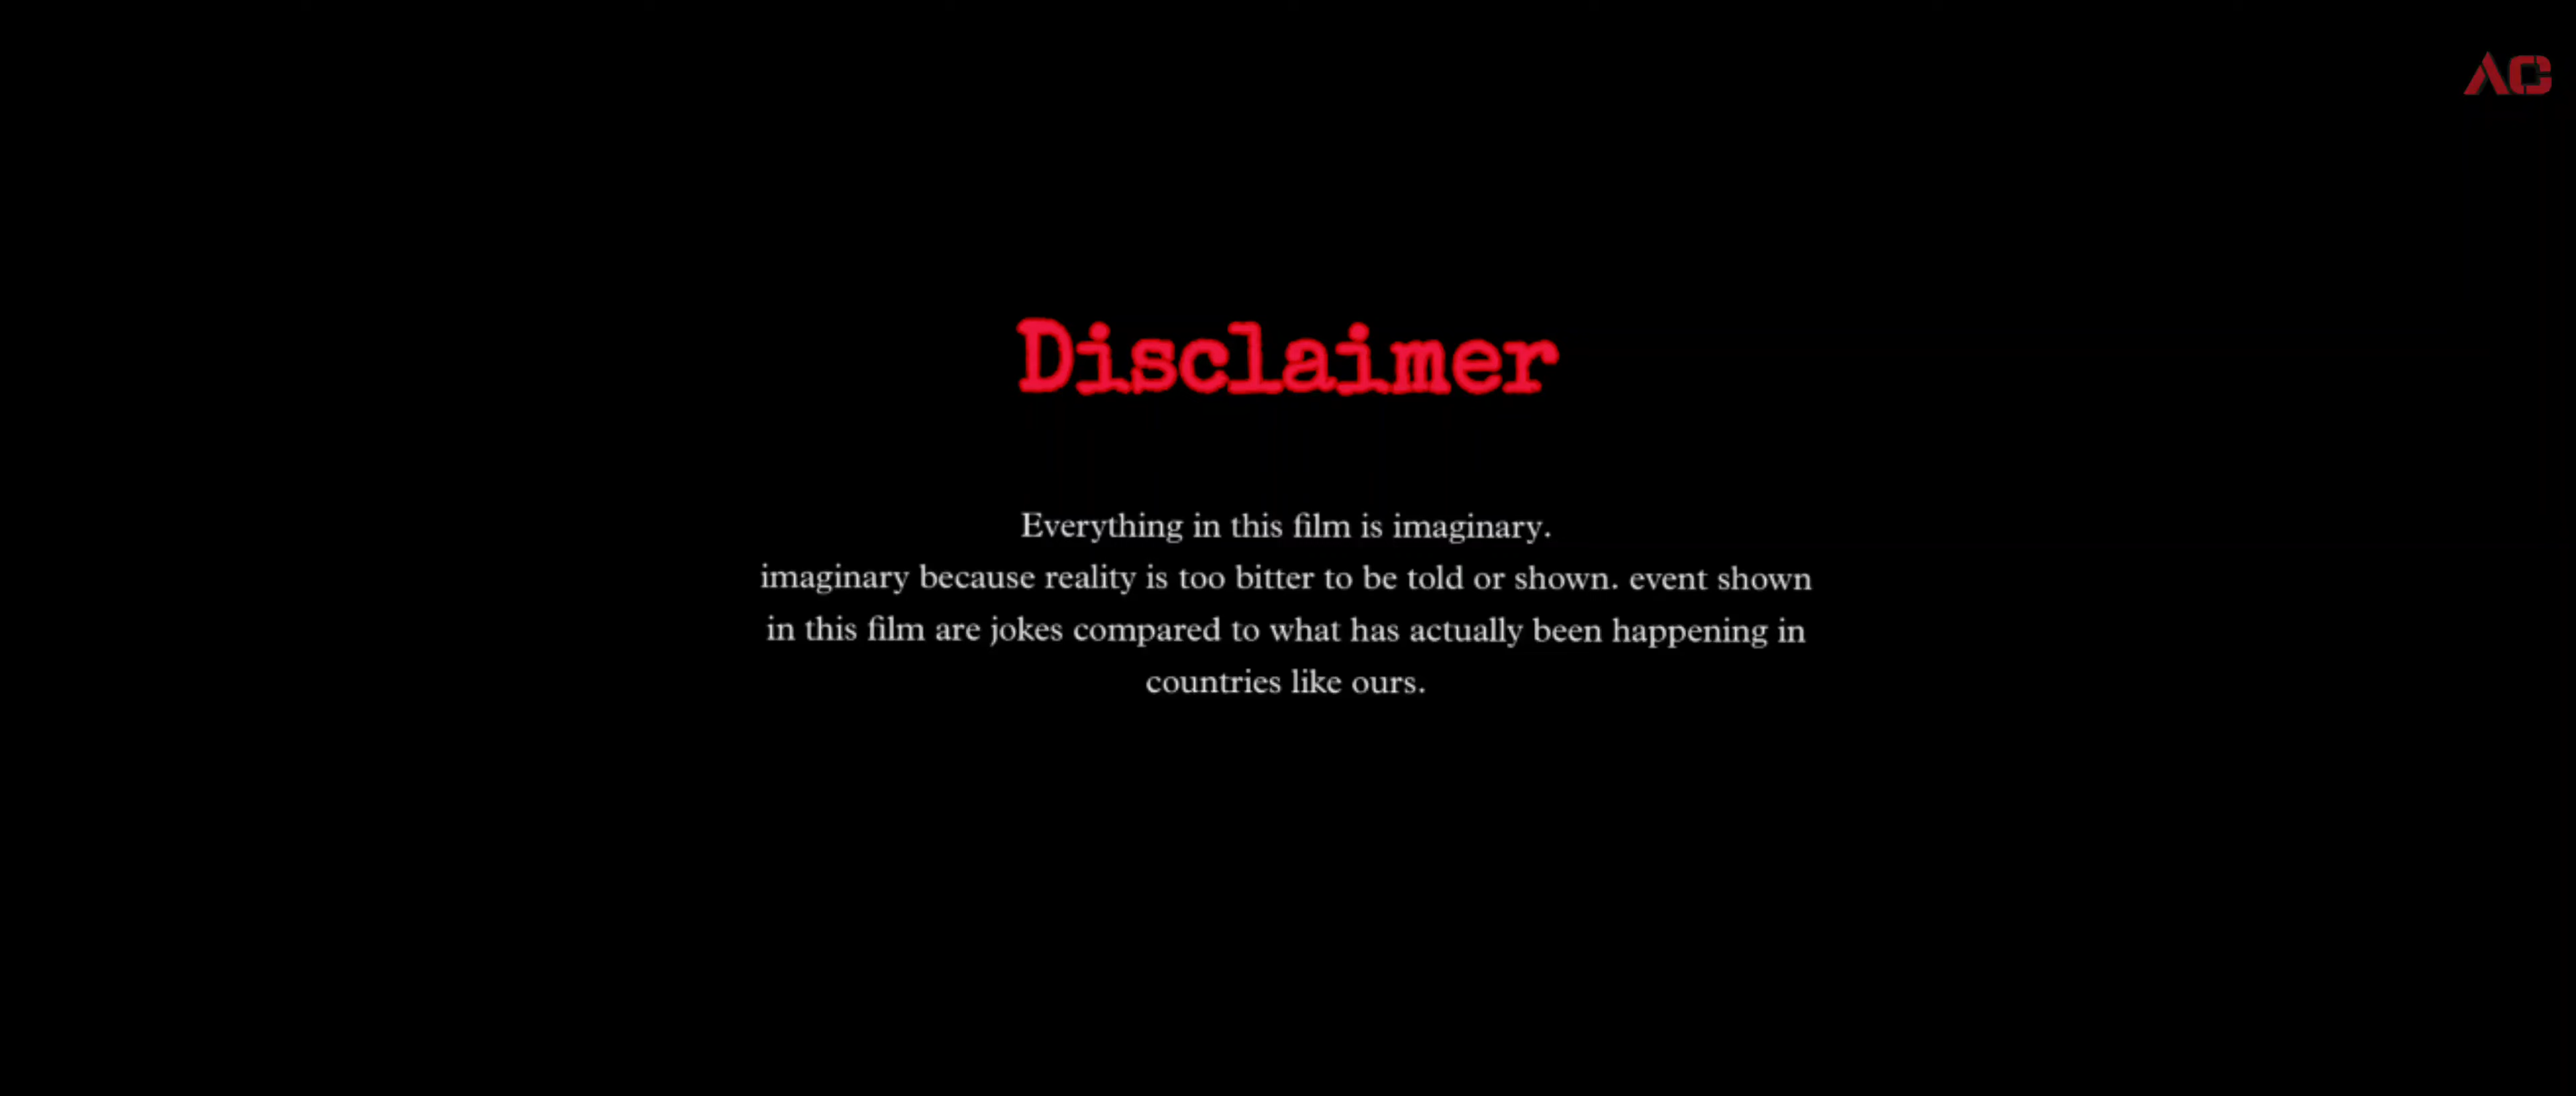 AC
Disclaimer
Everything in this film is imaginary.
imaginary because reality is too bitter to be told or shown. event shown
in this film are jokes compared to what has actually been happening in
countries like ours.